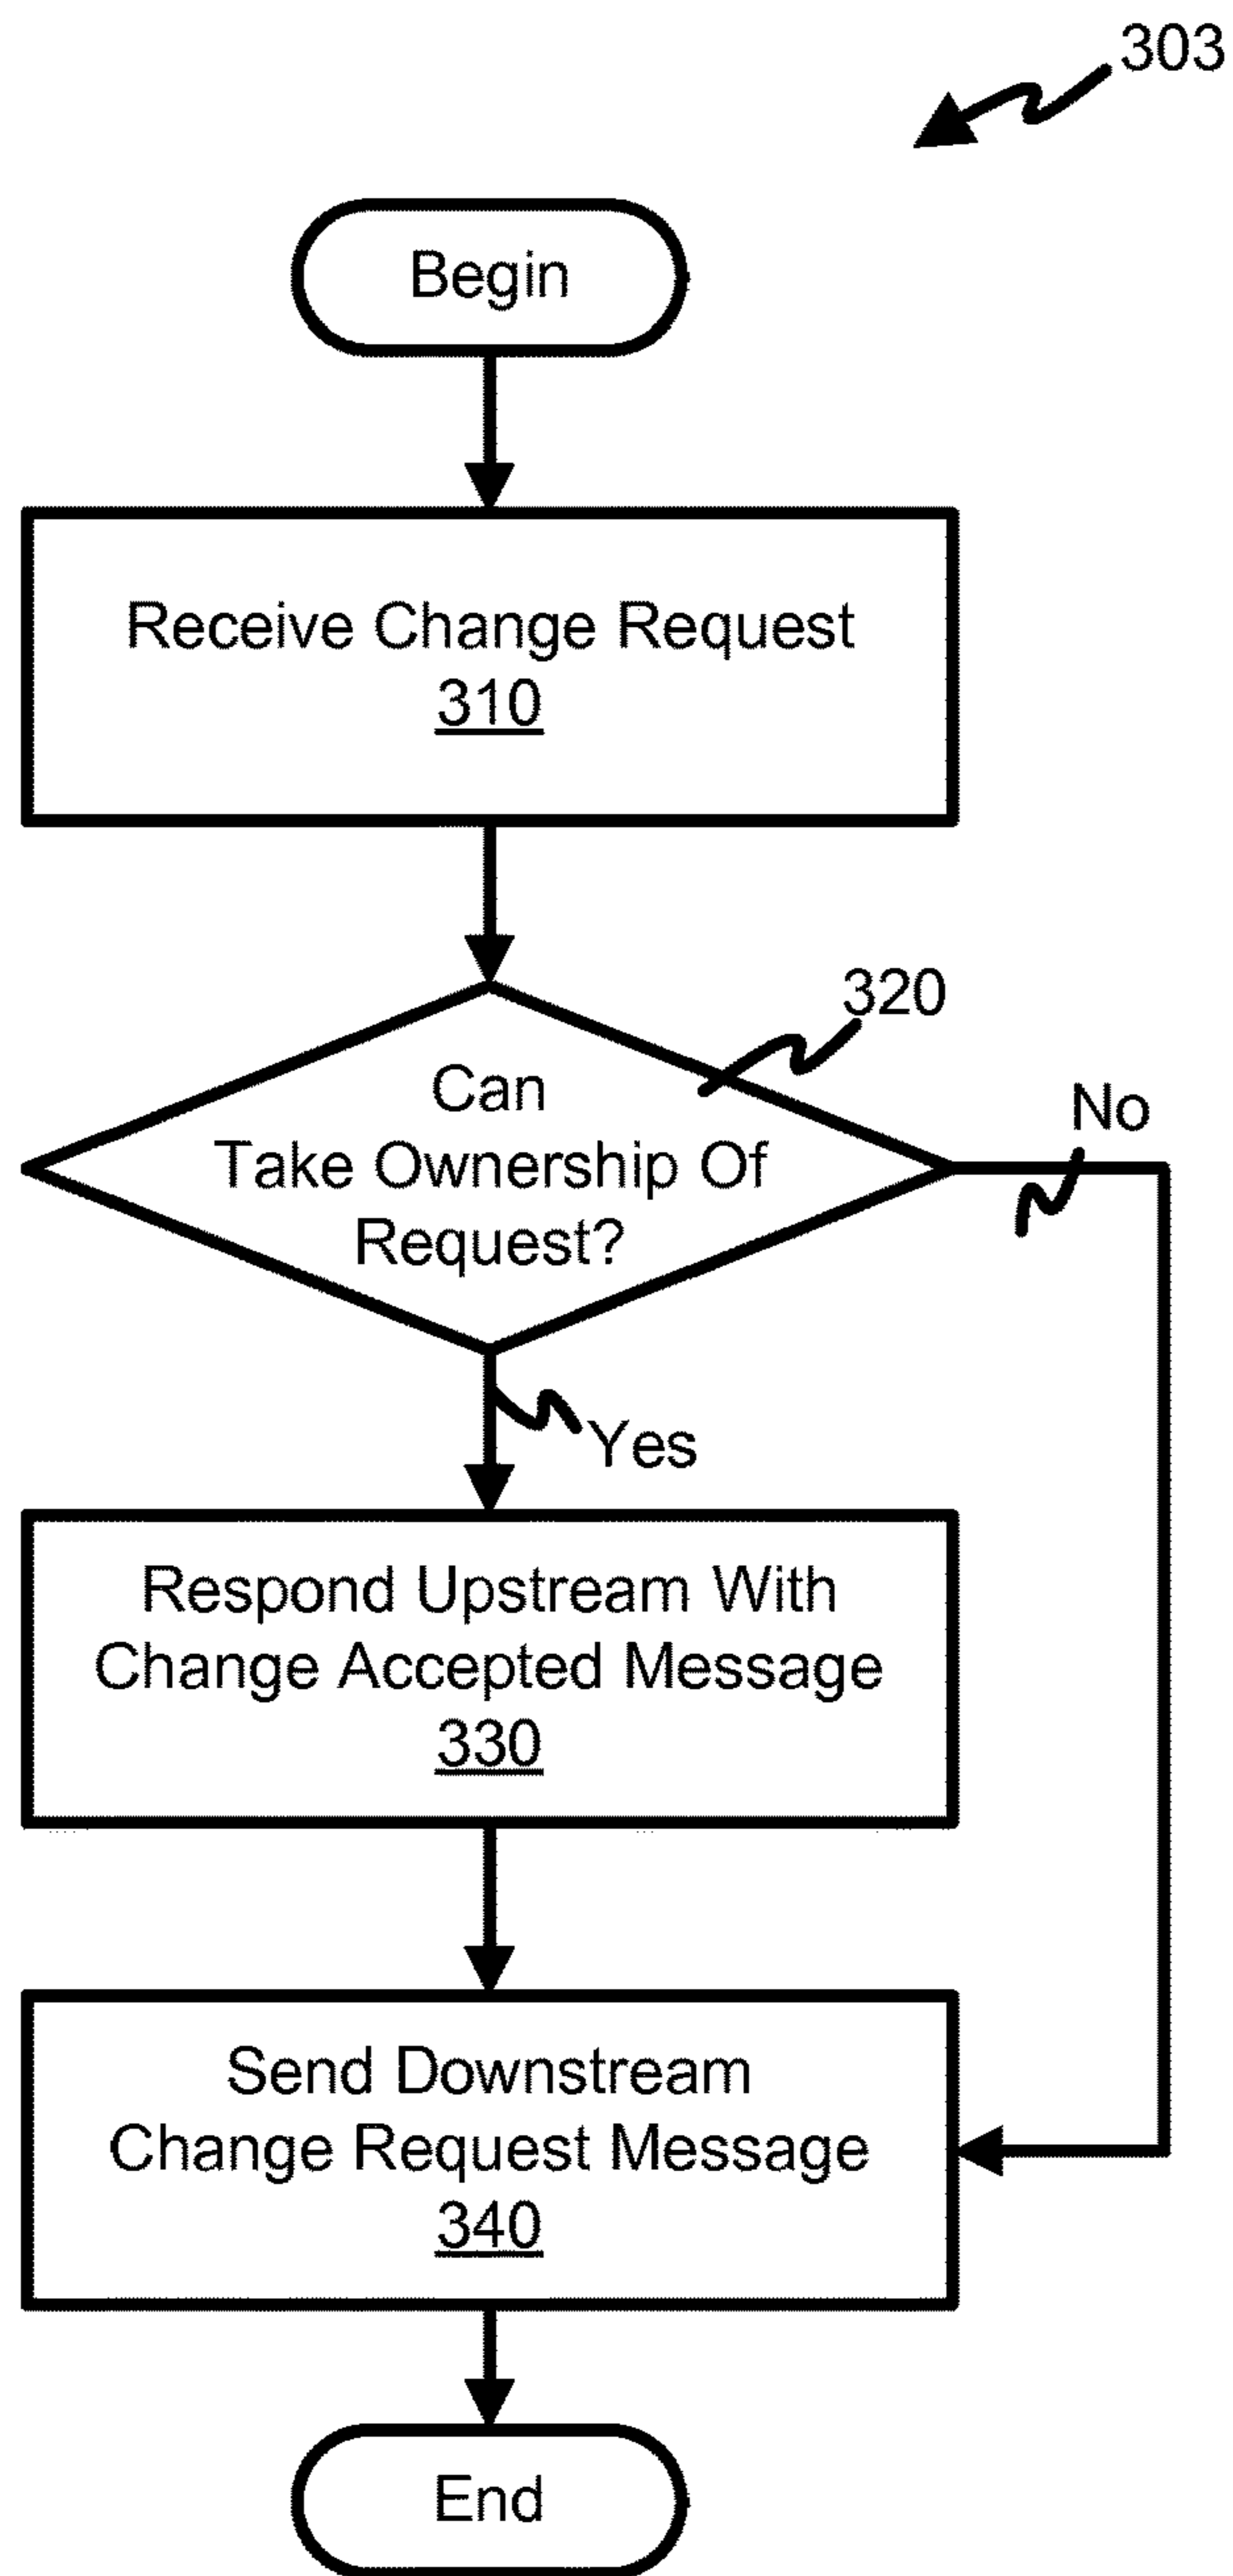 303
Begin
Receive Change Request
310
320
Can
Take Ownership Of
Request?
No
Yes
Respond Upstream With
Change Accepted Message
330
Send Downstream
Change Request Message
340
End